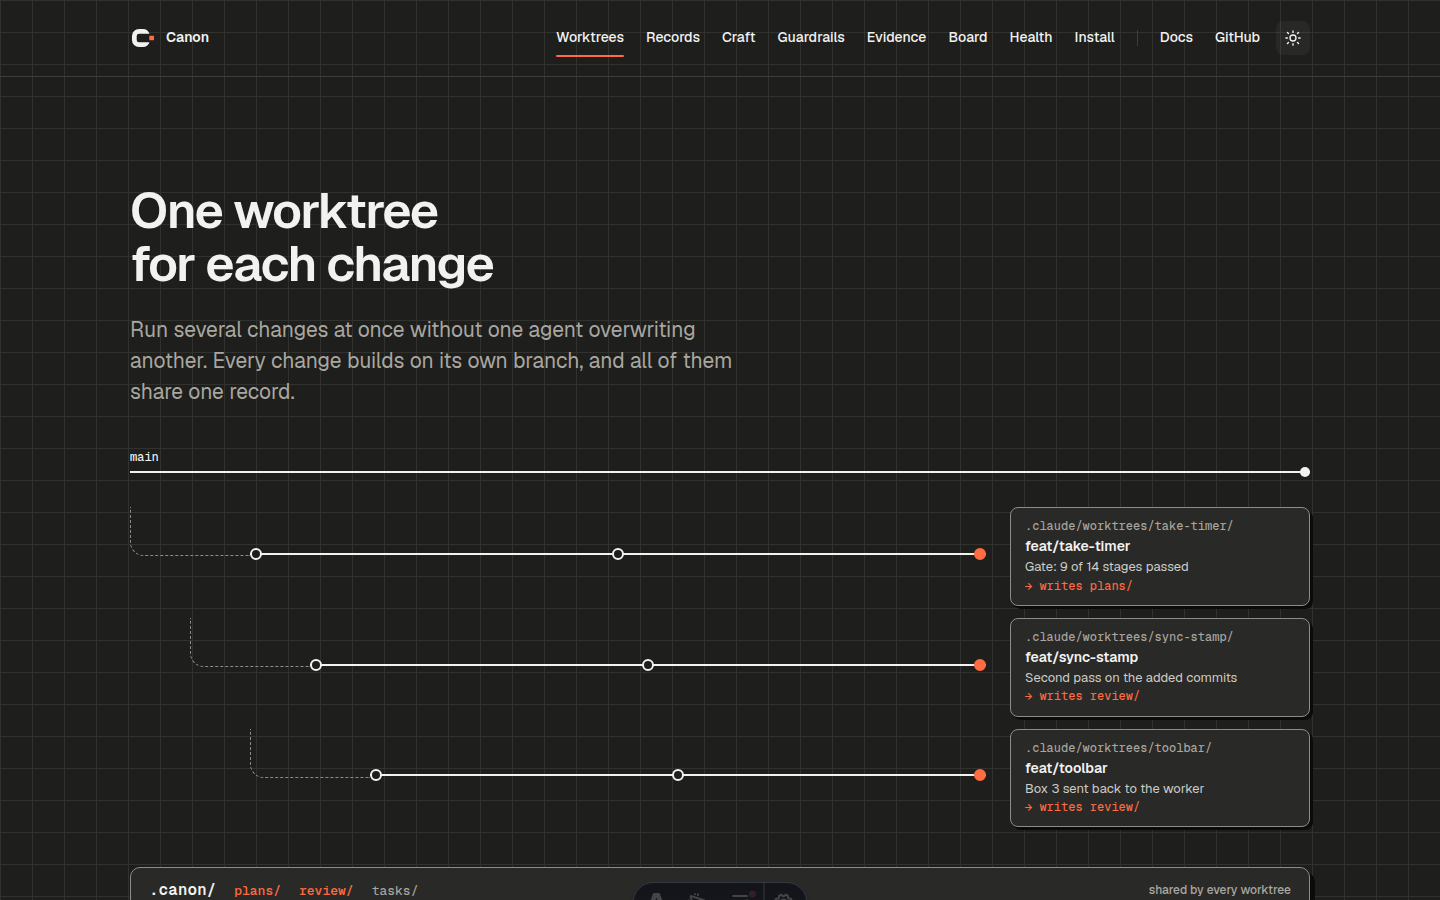 Canon
Worktrees Records Craft Guardrails Evidence Board Health Install Docs GitHub
One worktree
for each change
Run several changes at once without one agent overwriting
another. Every change builds on its own branch, and all of them
share one record.
main
.claude/worktrees/take-timer/
feat/take-timer
Gate: 9 of 14 stages passed
→ writes plans/
.claude/worktrees/sync-stamp/
feat/sync-stamp
Second pass on the added commits
→ writes review/
.claude/worktrees/toolbar/
feat/toolbar
Box 3 sent back to the worker
→ writes review/
.canon/ plans/ review/ tasks/
shared by every worktree